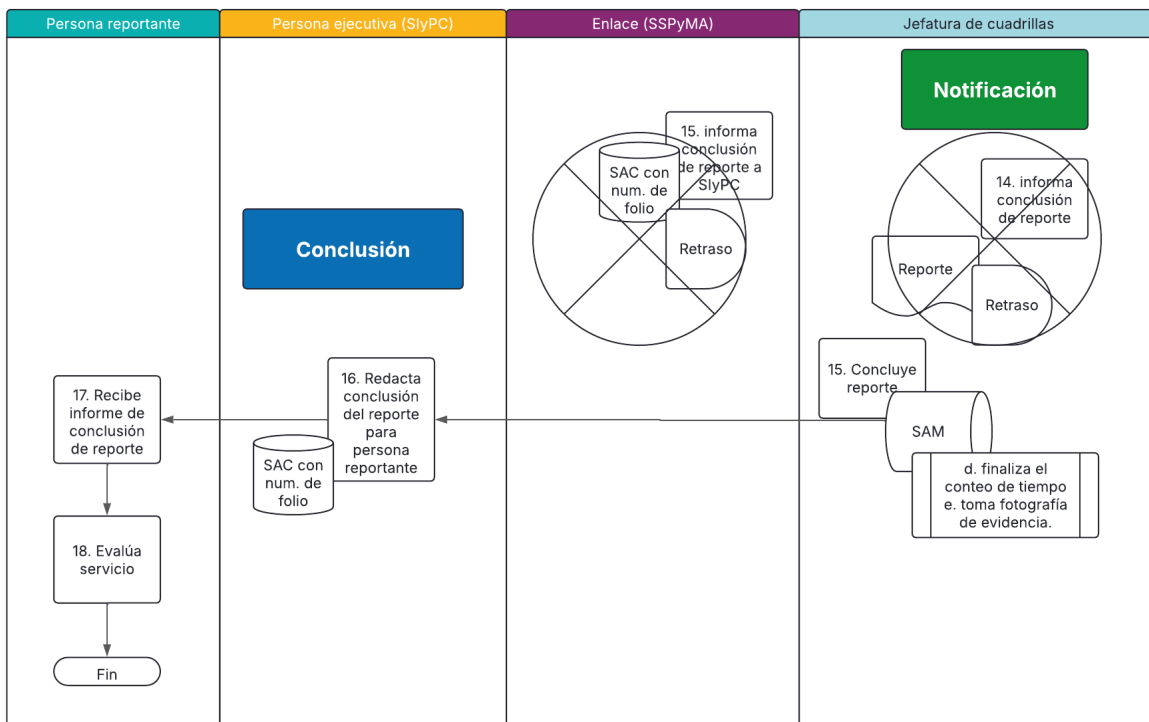 Persona reportante
Persona ejecutiva (SIyPC)
Enlace (SSPyMA)
Jefatura de cuadrillas
Notificación
15. informa
conclusión
de reporte a
SIyPC
SAC con
num. de
folio
Retraso
14. informa
conclusión
de reporte
Reporte
Retraso
Conclusión
15. Concluye
reporte
SAM
d. finaliza el
conteo de tiempo
e. toma fotografía
de evidencia.
16. Redacta
conclusión
del reporte
para
persona
reportante
SAC con
num. de
folio
17. Recibe
informe de
conclusión
de reporte
18. Evalúa
servicio
Fin